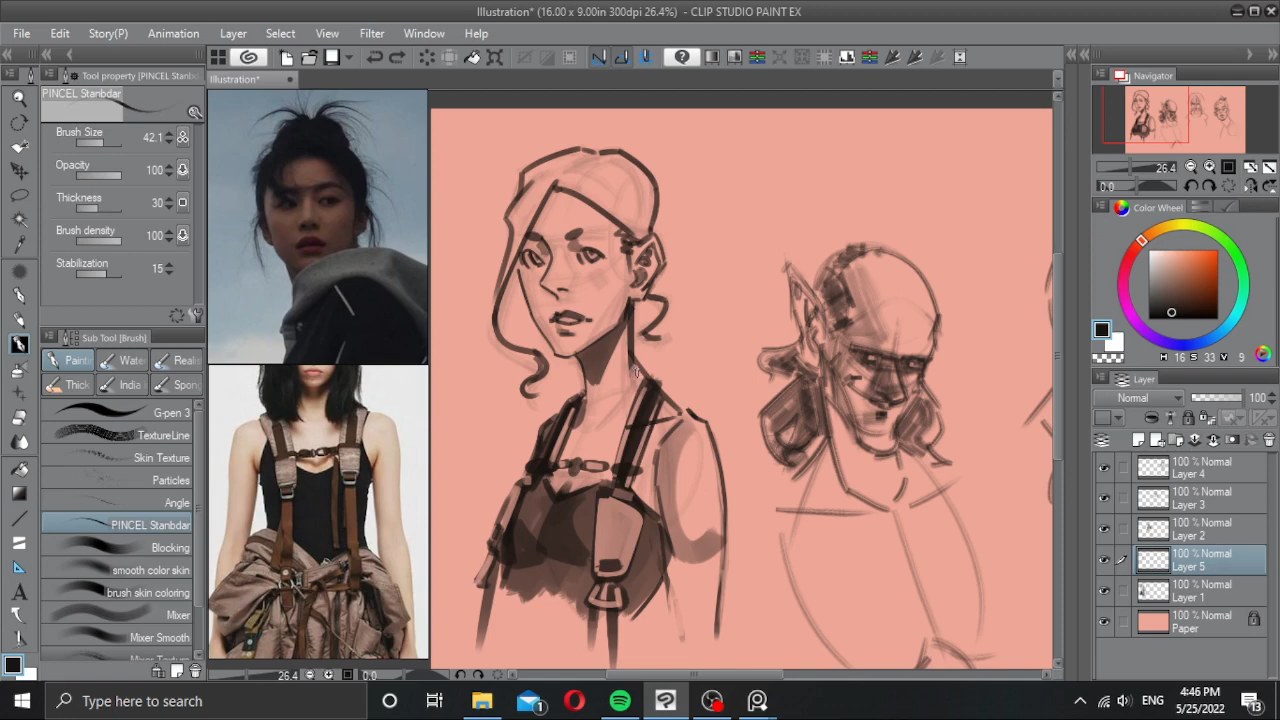 Illustration* (16.00 x 9.00in 300dpi 26.4%) - CLIP STUDIO PAINT EX
File Edit Story(P) Animation Layer Select View Filter Window Help
Tool property [PINCEL Stanbdar]
Illustration*
PINCEL Stanbdar
Brush Size 42.1
Opacity 100
Thickness 30
Brush density 100
Stabilization 15
Sub Tool [Brush]
Paint Wate Realis
Thick India Spong
G-pen 3
TextureLine
Skin Texture
Particles
Angle
PINCEL Stanbdar
Blocking
smooth color skin
brush skin coloring
Mixer
Mixer Smooth
Mixer Texture
26.4 0.0
Navigator
26.4
0.0
Color Wheel
H 16 S 33 V 9
Layer
Normal 100
100 % Normal
Layer 4
100 % Normal
Layer 3
100 % Normal
Layer 2
100 % Normal
Layer 5
100 % Normal
Layer 1
100 % Normal
Paper
Type here to search
1
ENG
4:46 PM
5/25/2022
13